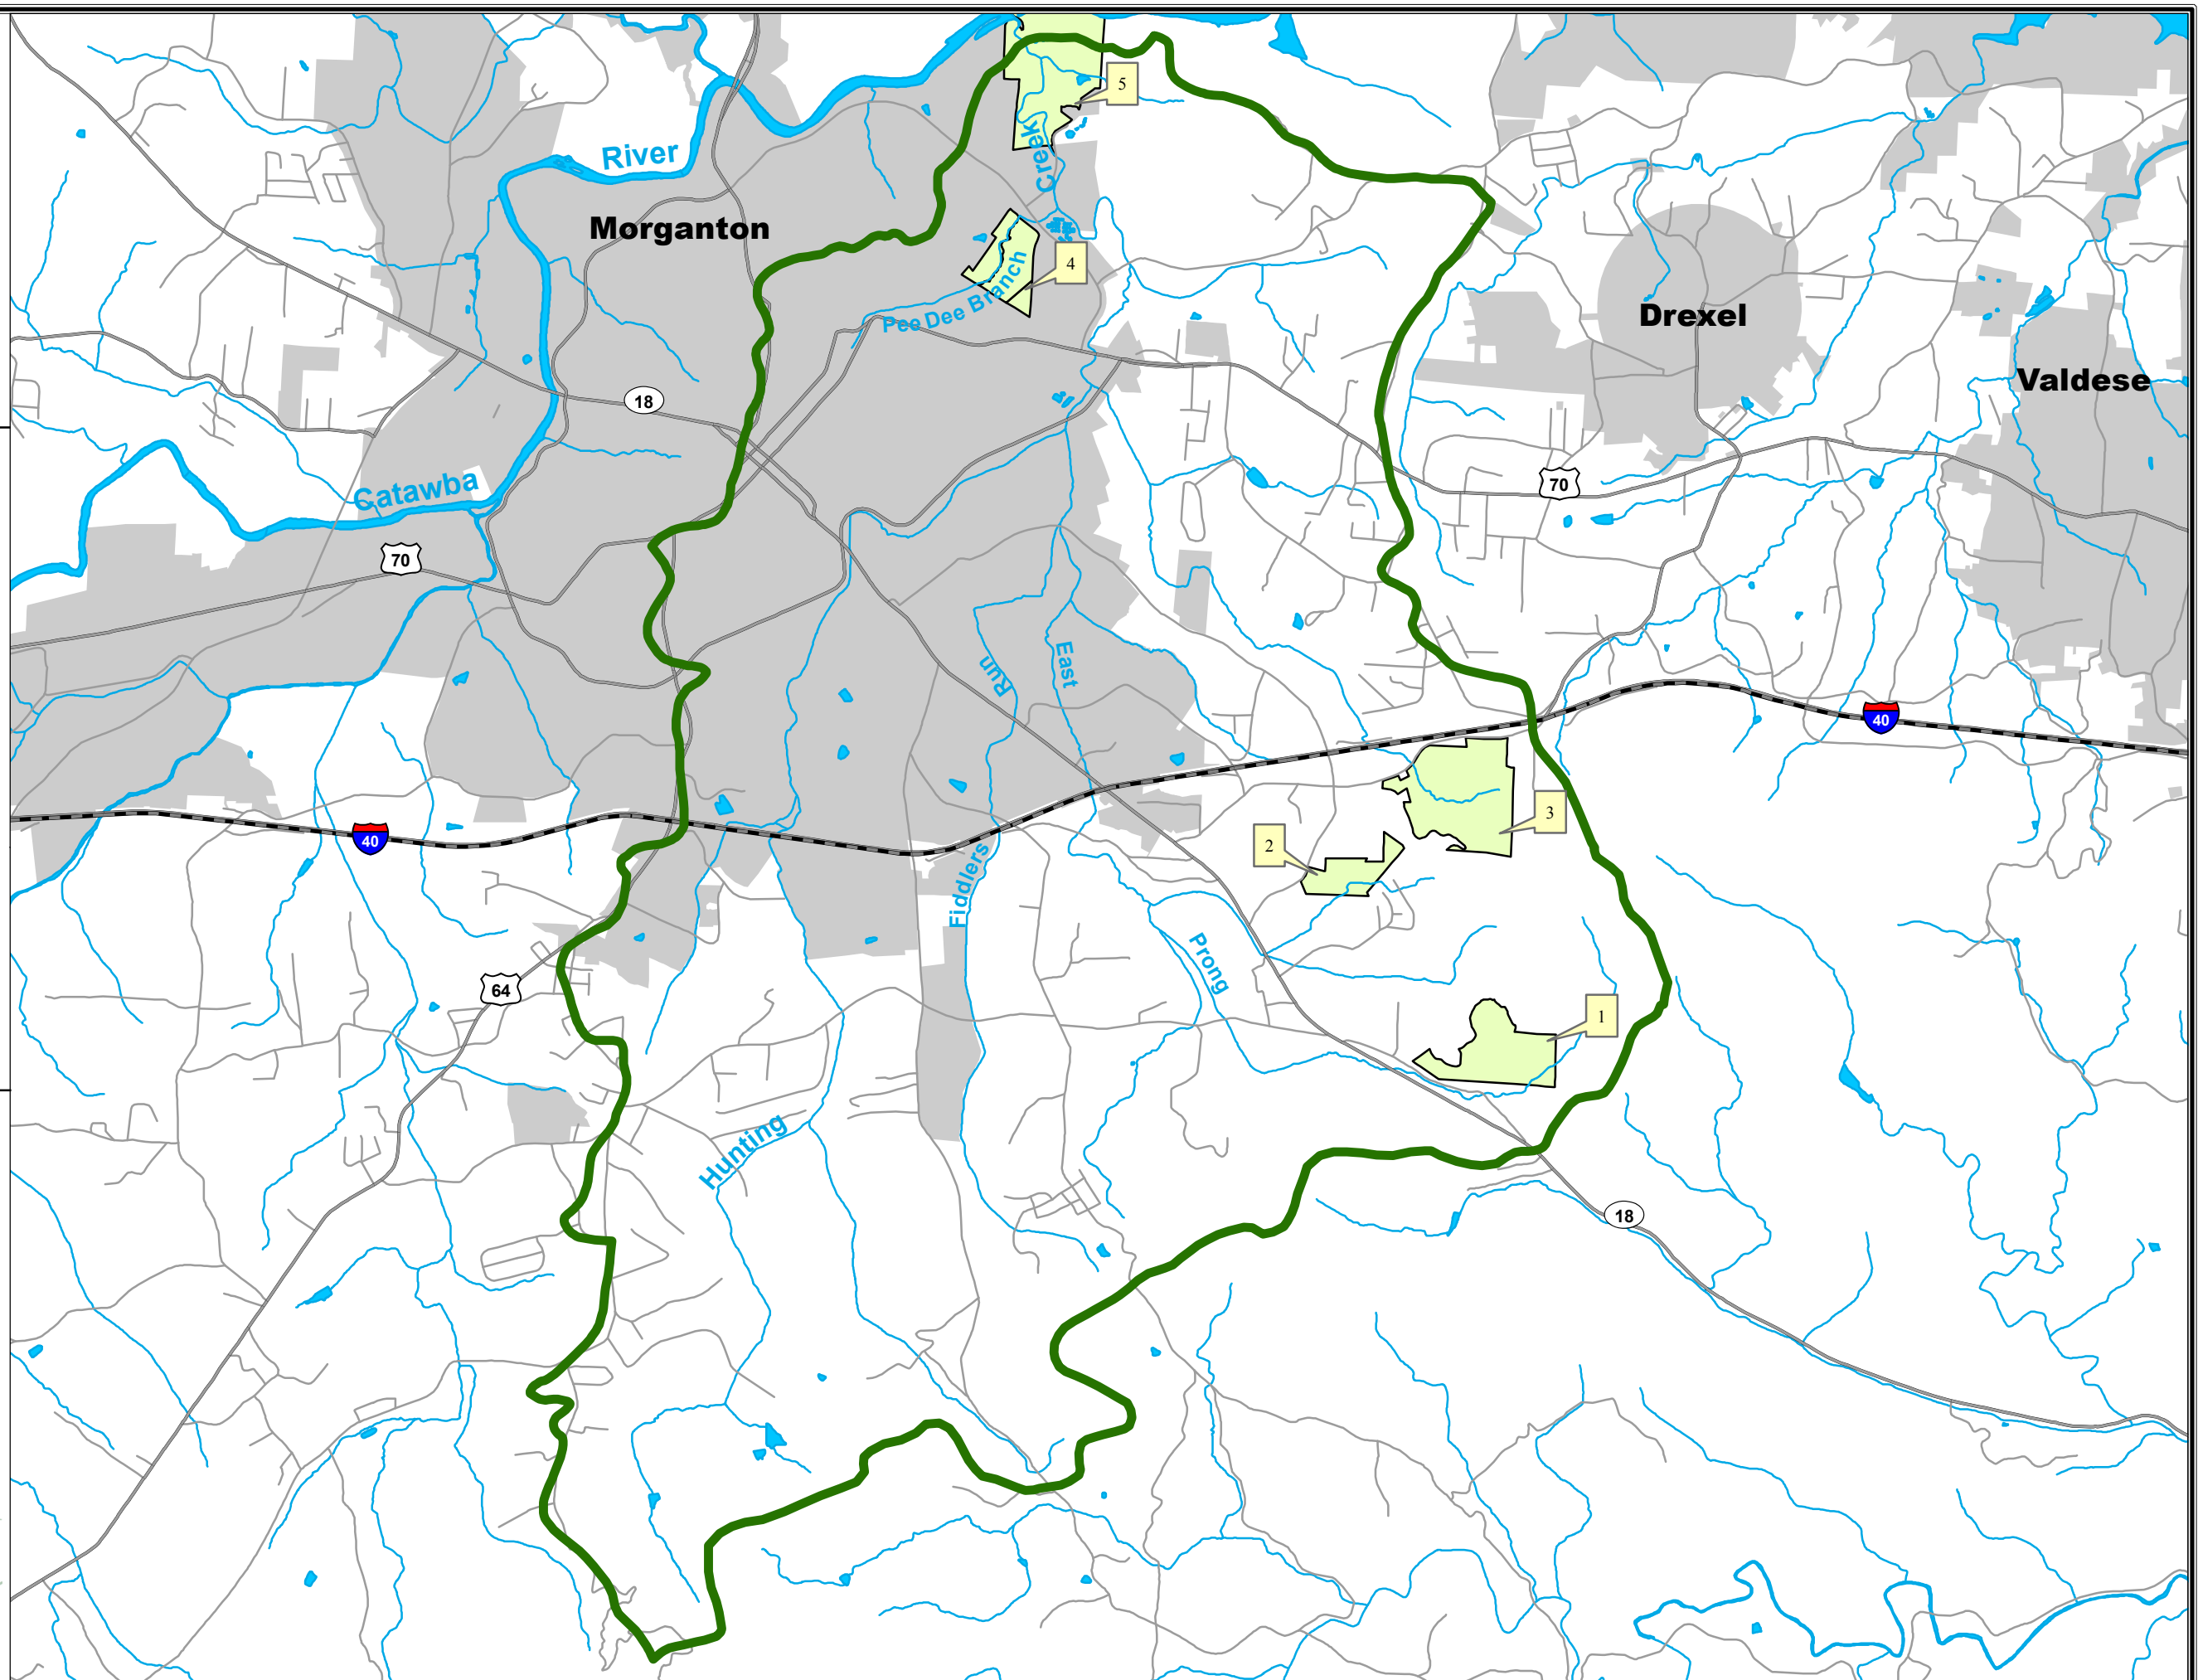 5
River
Creek
Morganton
4
Pee Dee Branch
Drexel
Valdese
18
Catawba
70
70
East
Run
40
40
3
2
Fiddlers
Prong
64
1
Hunting
18